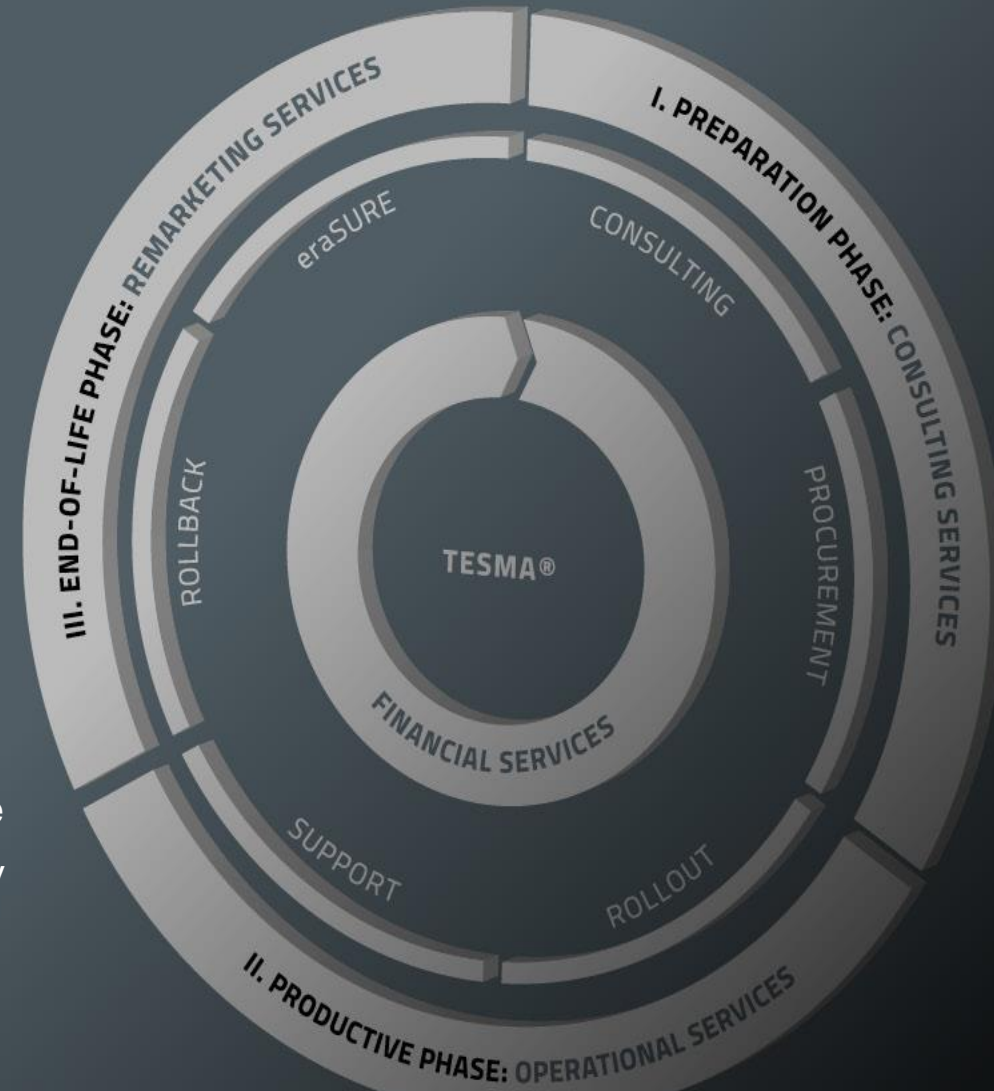 I. PREPARATION PHASE: CONSULTING SERVICES
II. PRODUCTIVE PHASE: OPERATIONAL SERVICES
III. END-OF-LIFE PHASE: REMARKETING SERVICES
CONSULTING
PROCUREMENT
ROLLOUT
SUPPORT
ROLLBACK
eraSURE
FINANCIAL SERVICES
TESMA®